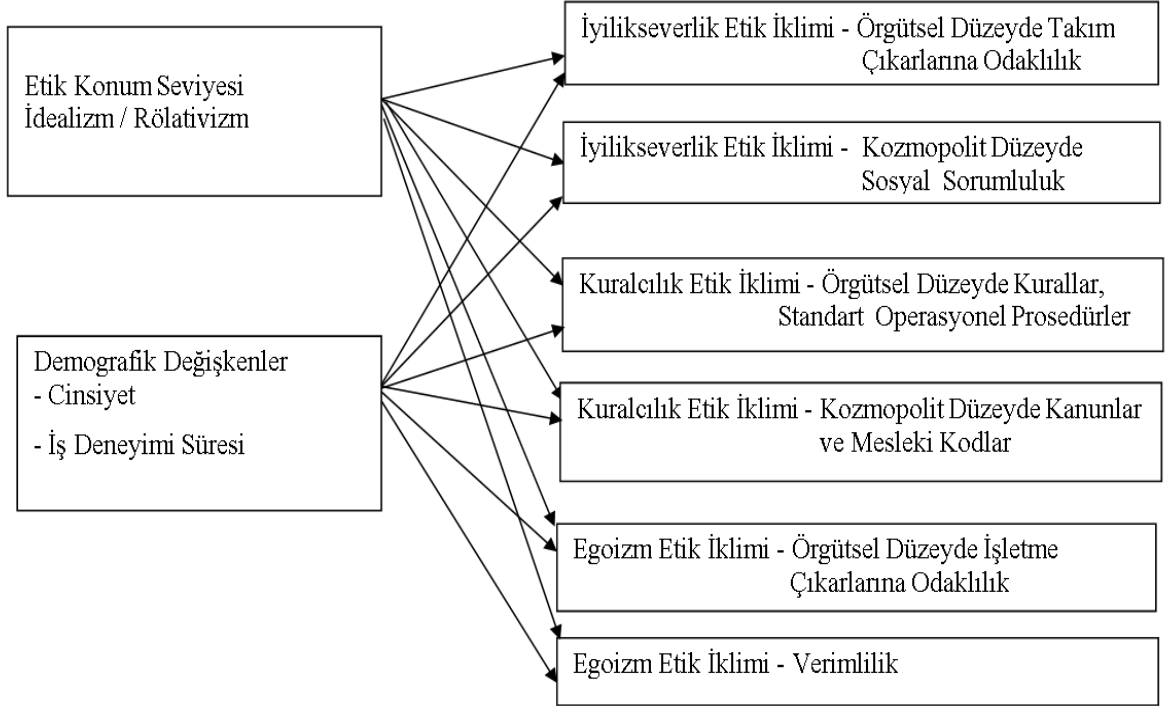 Etik Konum Seviyesi
İdealizm / Rölativizm
Demografik Değişkenler
- Cinsiyet
- İş Deneyimi Süresi
İyilikseverlik Etik İklimi - Örgütsel Düzeyde Takım
Çıkarlarına Odaklılık
İyilikseverlik Etik İklimi - Kozmopolit Düzeyde
Sosyal Sorumluluk
Kuralcılık Etik İklimi - Örgütsel Düzeyde Kurallar,
Standart Operasyonel Prosedürler
Kuralcılık Etik İklimi - Kozmopolit Düzeyde Kanunlar
ve Mesleki Kodlar
Egoizm Etik İklimi - Örgütsel Düzeyde İşletme
Çıkarlarına Odaklılık
Egoizm Etik İklimi - Verimlilik